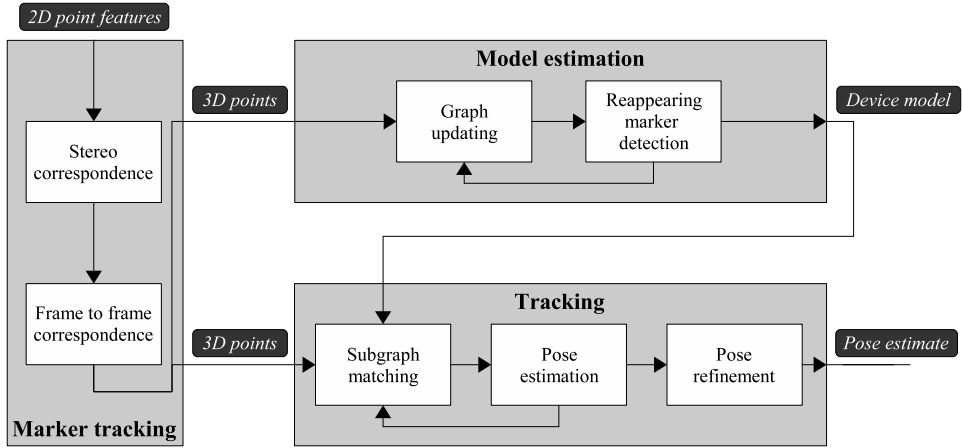 2D point features
Stereo
correspondence
Frame to frame
correspondence
Marker tracking
3D points
Model estimation
Graph
updating
Reappearing
marker
detection
Device model
3D points
Tracking
Subgraph
matching
Pose
estimation
Pose
refinement
Pose estimate